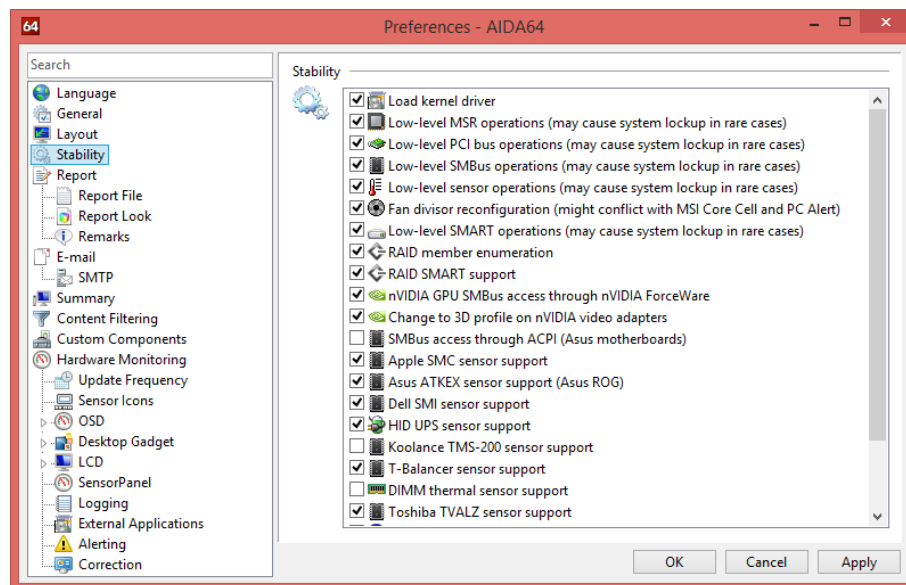 64
Preferences - AIDA64
Search
Language
General
Layout
Stability
Report
Report File
Report Look
Remarks
E-mail
SMTP
Summary
Content Filtering
Custom Components
Hardware Monitoring
Update Frequency
Sensor Icons
OSD
Desktop Gadget
LCD
SensorPanel
Logging
External Applications
Alerting
Correction
Stability
Load kernel driver
Low-level MSR operations (may cause system lockup in rare cases)
Low-level PCI bus operations (may cause system lockup in rare cases)
Low-level SMBus operations (may cause system lockup in rare cases)
Low-level sensor operations (may cause system lockup in rare cases)
Fan divisor reconfiguration (might conflict with MSI Core Cell and PC Alert)
Low-level SMART operations (may cause system lockup in rare cases)
RAID member enumeration
RAID SMART support
nVIDIA GPU SMBus access through nVIDIA ForceWare
Change to 3D profile on nVIDIA video adapters
SMBus access through ACPI (Asus motherboards)
Apple SMC sensor support
Asus ATKEX sensor support (Asus ROG)
Dell SMI sensor support
HID UPS sensor support
Koolance TMS-200 sensor support
T-Balancer sensor support
DIMM thermal sensor support
Toshiba TVALZ sensor support
OK
Cancel
Apply